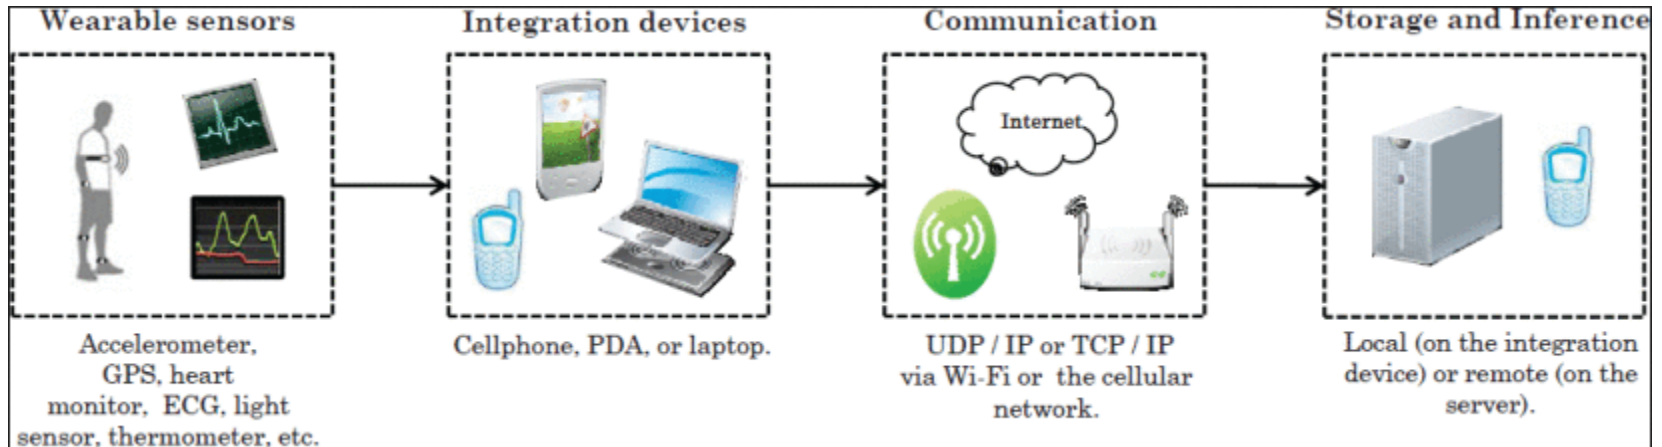 Wearable sensors
Accelerometer,
GPS, heart
monitor, ECG, light
sensor, thermometer, etc.
Integration devices
Cellphone, PDA, or laptop.
Communication
Internet
UDP / IP or TCP / IP
via Wi-Fi or the cellular
network.
Storage and Inference
Local (on the integration
device) or remote (on the
server).